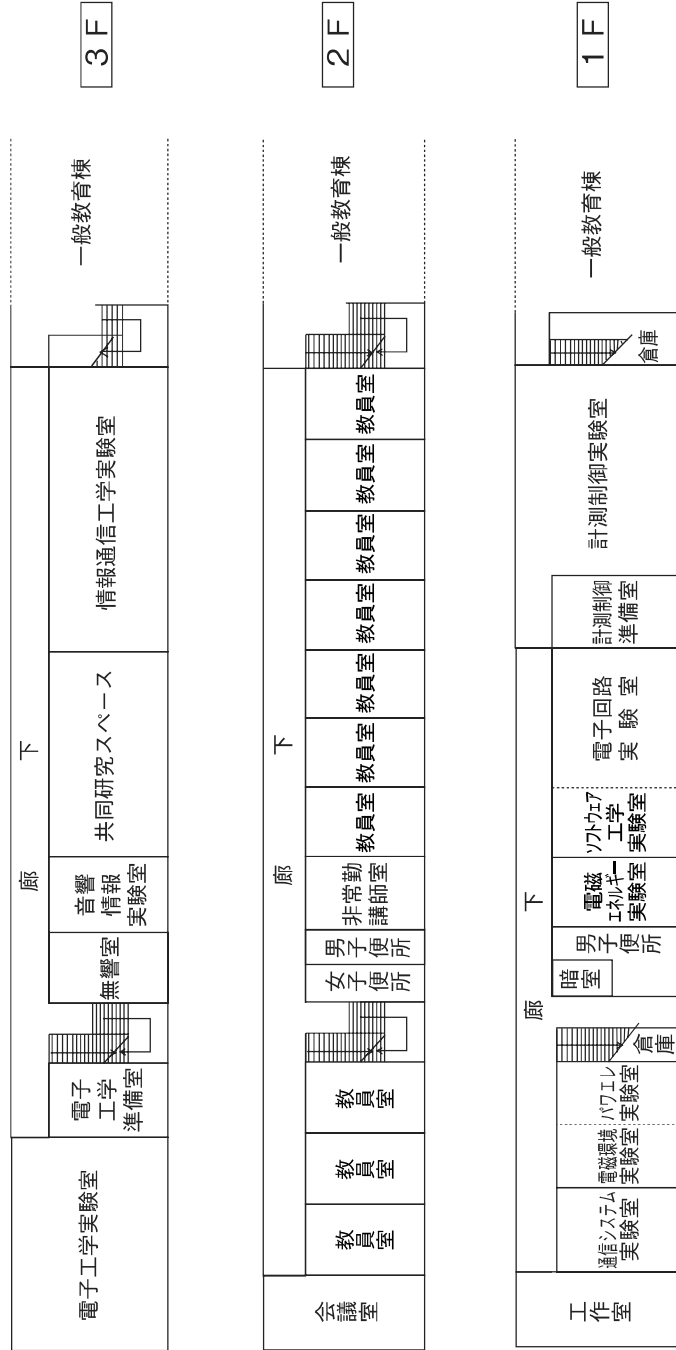 3F
一般教育棟
廊下
情報通信工学実験室
共同研究スペース
音響
情報
実験室
無響室
電子
工学
準備室
電子工学実験室
2F
一般教育棟
廊下
教員室
教員室
教員室
教員室
教員室
教員室
教員室
非常勤
講師室
男子便所
女子便所
教員室
教員室
教員室
会議室
1F
一般教育棟
倉庫
計測制御実験室
計測制御
準備室
廊下
電子回路
実験室
ソフトウェア
工学
実験室
電磁
エネルギー
実験室
男子便所
暗室
倉庫
パワエレ
実験室
電磁環境
実験室
通信システム
実験室
工作室